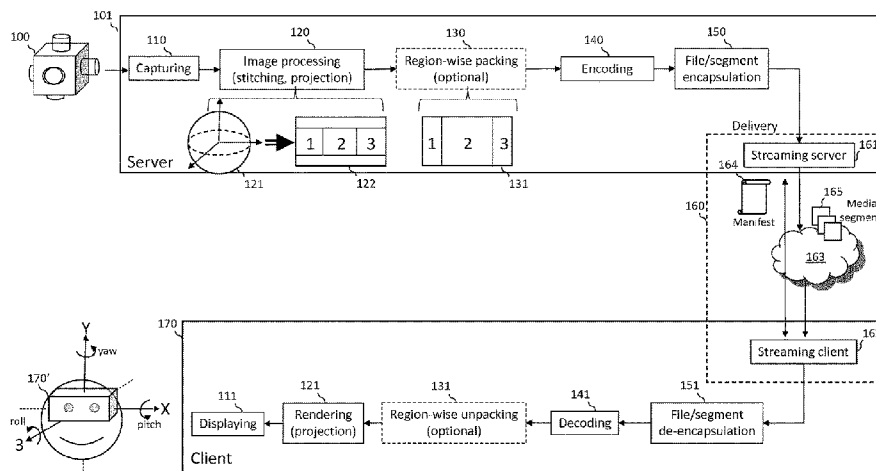 100
101
110
120
130
140
150
Capturing
Image processing
(stitching, projection)
Region-wise packing
(optional)
Encoding
File/segment
encapsulation
1 2 3
1 2 3
Server
121
122
131
Delivery
Streaming server
161
164
165
160
Manifest
Media
segment
163
170
Streaming client
Y
yaw
170'
X
roll
pitch
3
111
121
131
141
151
Displaying
Rendering
(projection)
Region-wise unpacking
(optional)
Decoding
File/segment
de-encapsulation
Client